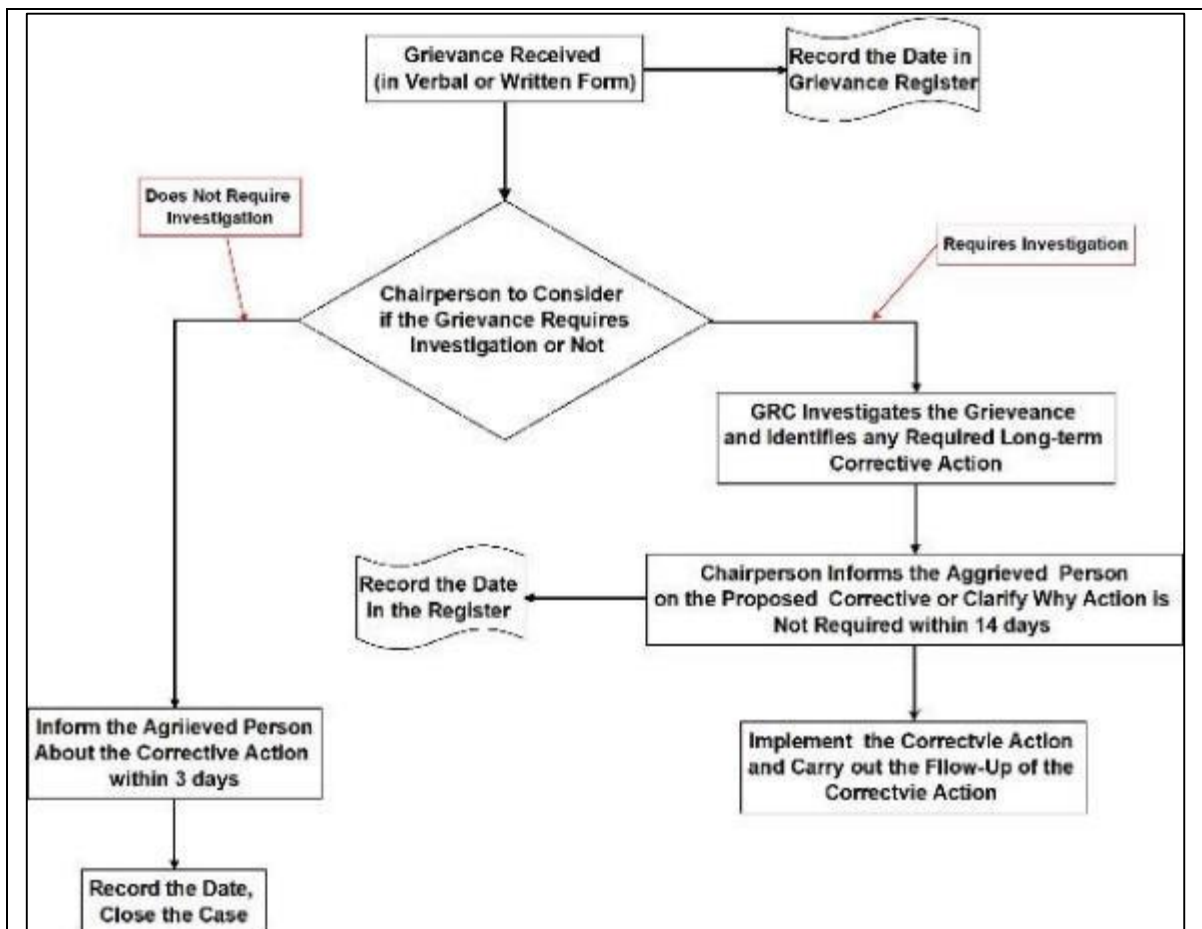 Grievance Received
(in Verbal or Written Form)
Record the Date in
Grievance Register
Does Not Require
Investigation
Requires Investigation
Chairperson to Consider
if the Grievance Requires
Investigation or Not
GRC Investigates the Grieveance
and Identifies any Required Long-term
Corrective Action
Record the Date
in the Register
Chairperson Informs the Aggrieved Person
on the Proposed Corrective or Clarify Why Action is
Not Required within 14 days
Inform the Agriieved Person
About the Corrective Action
within 3 days
Implement the Correctvie Action
and Carry out the Fllow-Up of the
Correctvie Action
Record the Date,
Close the Case